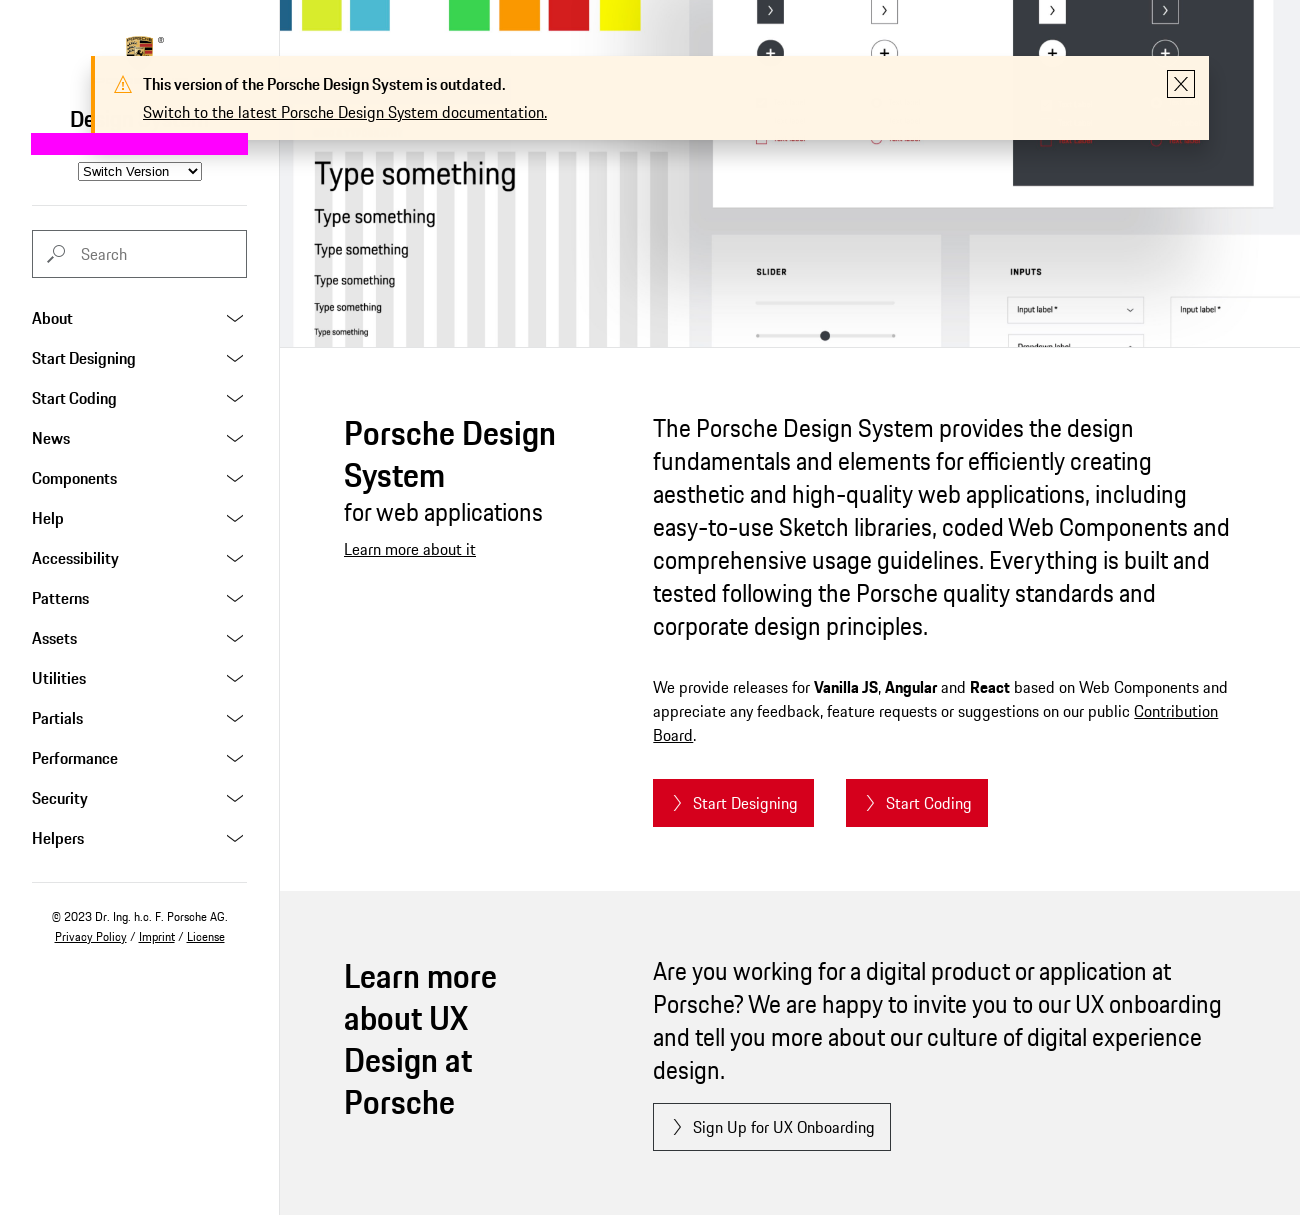 ®
De
This version of the Porsche Design System is outdated.
Switch to the latest Porsche Design System documentation.
Switch Version
Search
About
Start Designing
Start Coding
News
Components
Help
Accessibility
Patterns
Assets
Utilities
Partials
Performance
Security
Helpers
© 2023 Dr. Ing. h.c. F. Porsche AG.
Privacy Policy / Imprint / License
Type something
Type something
Type something
Type something
Type something
Type something
SLIDER
INPUTS
Input label *
Input label *
Porsche Design
System
for web applications
Learn more about it
The Porsche Design System provides the design
fundamentals and elements for efficiently creating
aesthetic and high-quality web applications, including
easy-to-use Sketch libraries, coded Web Components and
comprehensive usage guidelines. Everything is built and
tested following the Porsche quality standards and
corporate design principles.
We provide releases for Vanilla JS, Angular and React based on Web Components and
appreciate any feedback, feature requests or suggestions on our public Contribution
Board.
Start Designing
Start Coding
Learn more
about UX
Design at
Porsche
Are you working for a digital product or application at
Porsche? We are happy to invite you to our UX onboarding
and tell you more about our culture of digital experience
design.
Sign Up for UX Onboarding